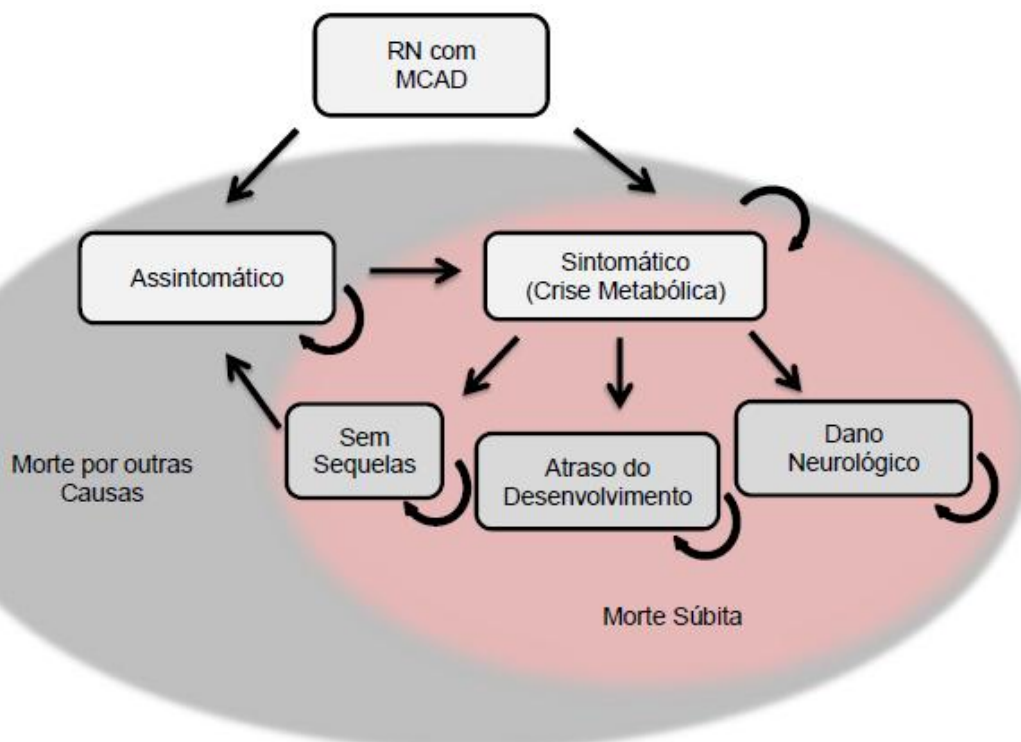 RN com
MCAD
Assintomático
Sintomático
(Crise Metabólica)
Sem
Sequelas
Atraso do
Desenvolvimento
Dano
Neurológico
Morte por outras
Causas
Morte Súbita